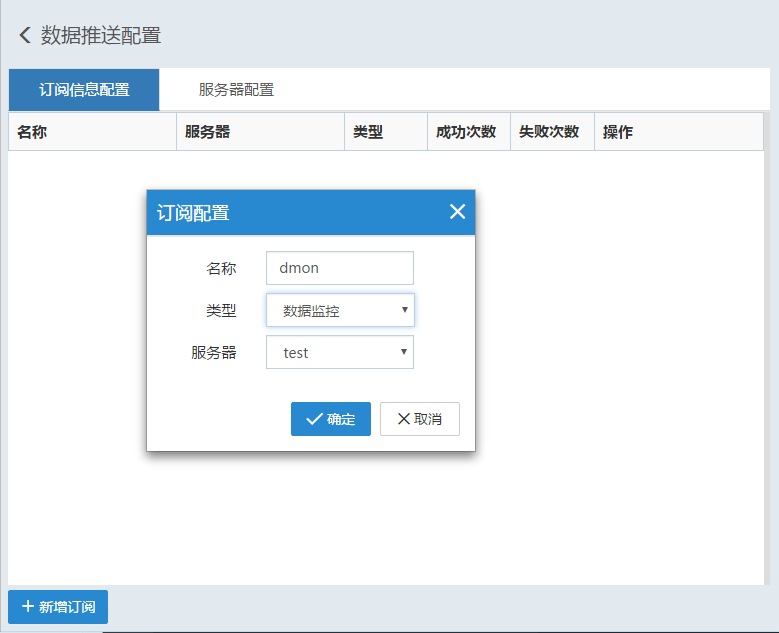 数据推送配置
订阅信息配置 服务器配置
名称 服务器 类型 成功次数 失败次数 操作
订阅配置
名称 dmon
类型 数据监控
服务器 test
确定 取消
新增订阅